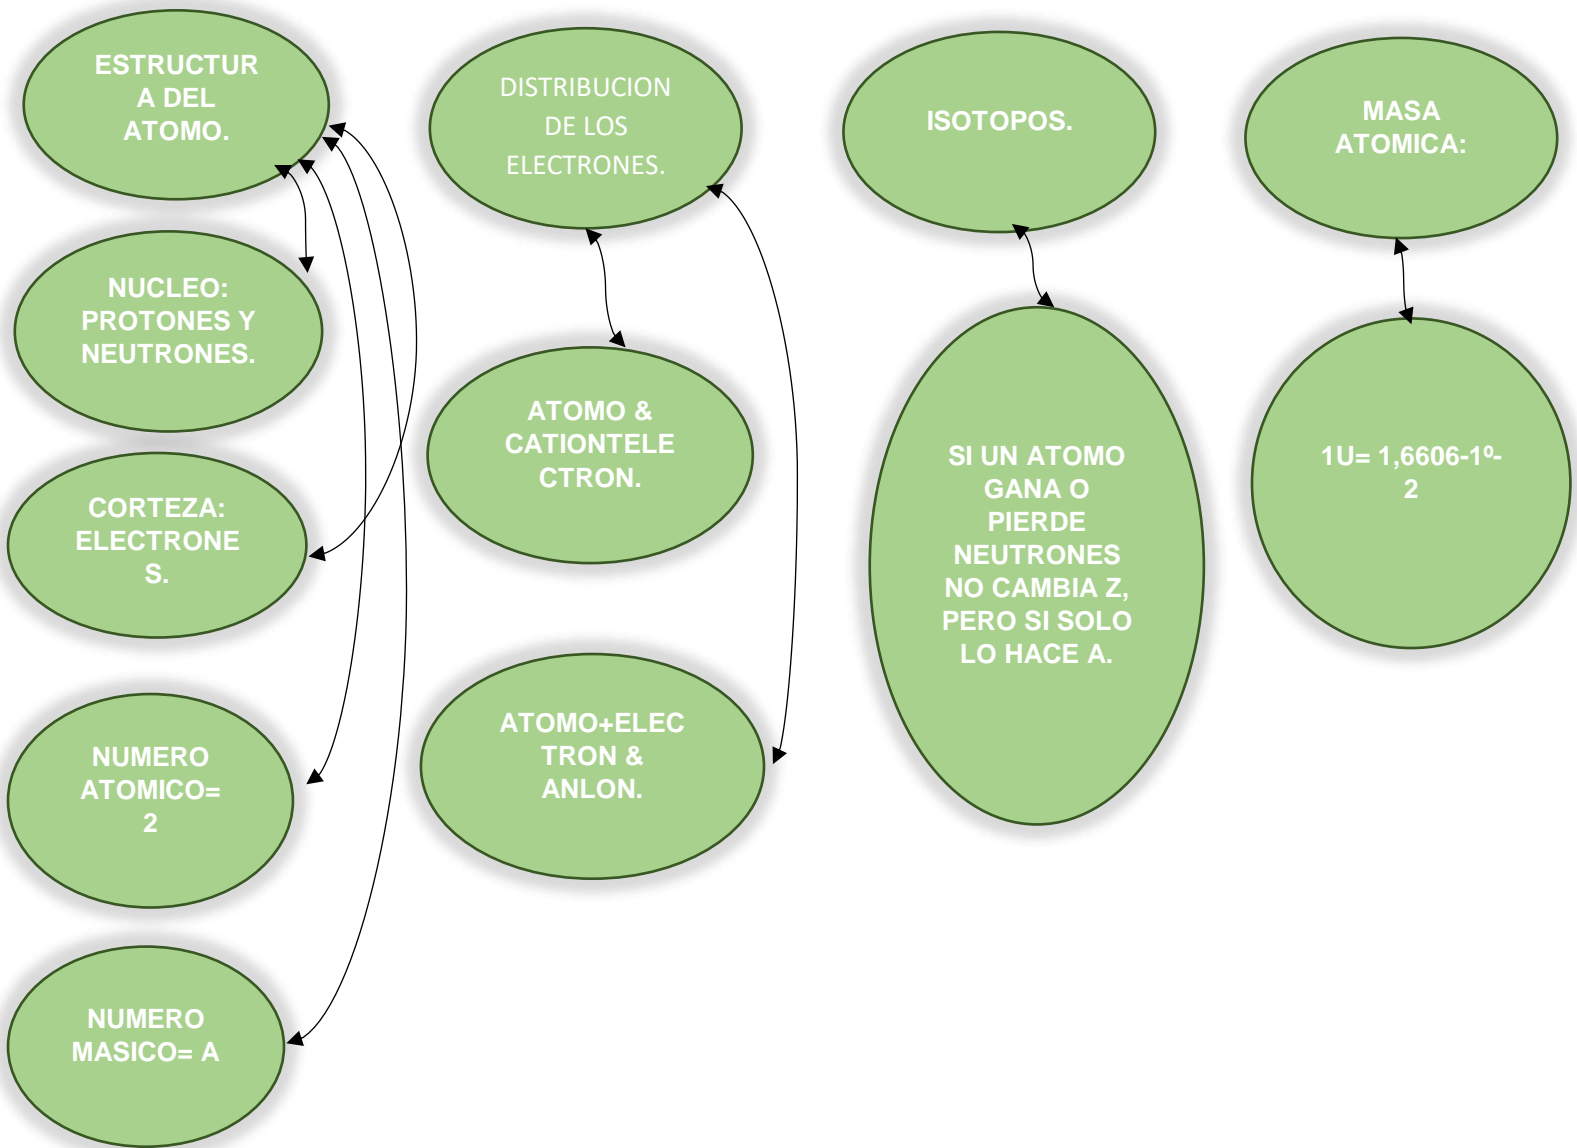 ESTRUCTUR
A DEL
ATOMO.
NUCLEO:
PROTONES Y
NEUTRONES.
CORTEZA:
ELECTRONE
S.
NUMERO
ATOMICO=
2
NUMERO
MASICO= A
DISTRIBUCION
DE LOS
ELECTRONES.
ATOMO &
CATIONTELE
CTRON.
ATOMO+ELEC
TRON &
ANLON.
ISOTOPOS.
SI UN ATOMO
GANA O
PIERDE
NEUTRONES
NO CAMBIA Z,
PERO SI SOLO
LO HACE A.
MASA
ATOMICA:
1U= 1,6606-1º-
2